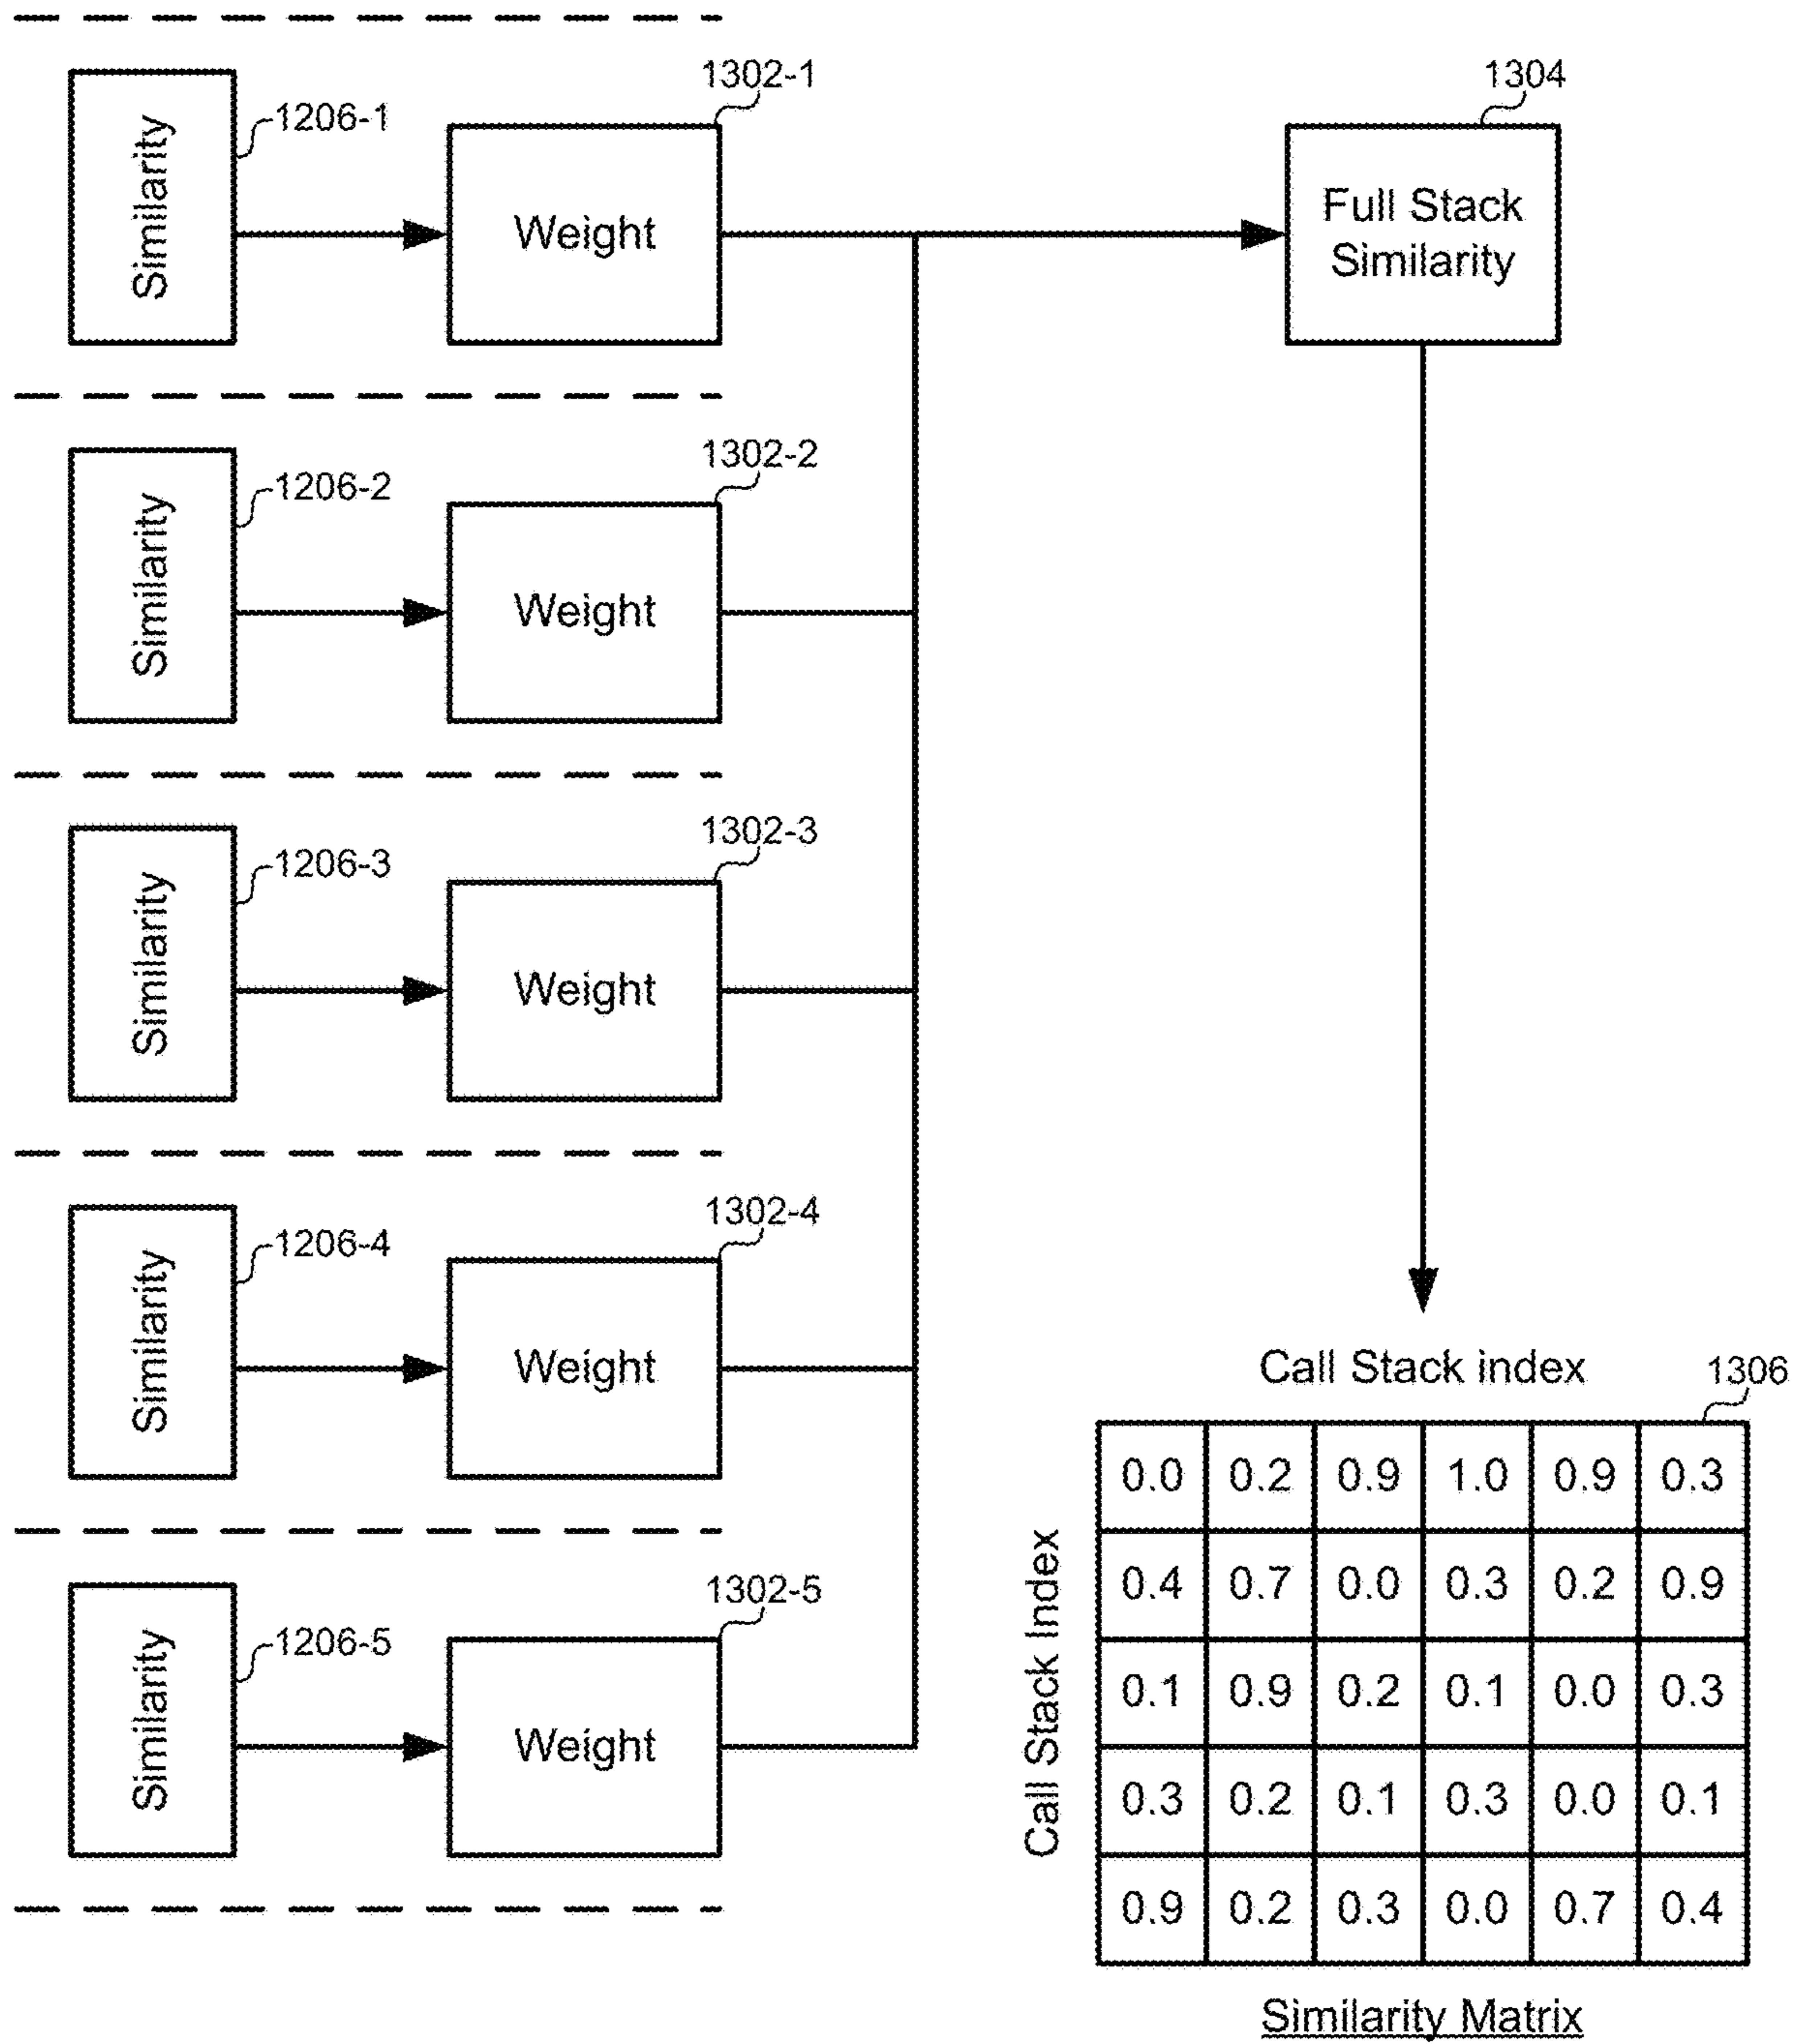 1302-1
1304
1206-1
Similarity
Weight
Full Stack
Similarity
1302-2
1206-2
Similarity
Weight
1302-3
1206-3
Similarity
Weight
1302-4
1206-4
Similarity
Weight
1302-5
1206-5
Similarity
Weight
Call Stack index
1306
Call Stack Index
0.0 0.2 0.9 1.0 0.9 0.3
0.4 0.7 0.0 0.3 0.2 0.9
0.1 0.9 0.2 0.1 0.0 0.3
0.3 0.2 0.1 0.3 0.0 0.1
0.9 0.2 0.3 0.0 0.7 0.4
Similarity Matrix